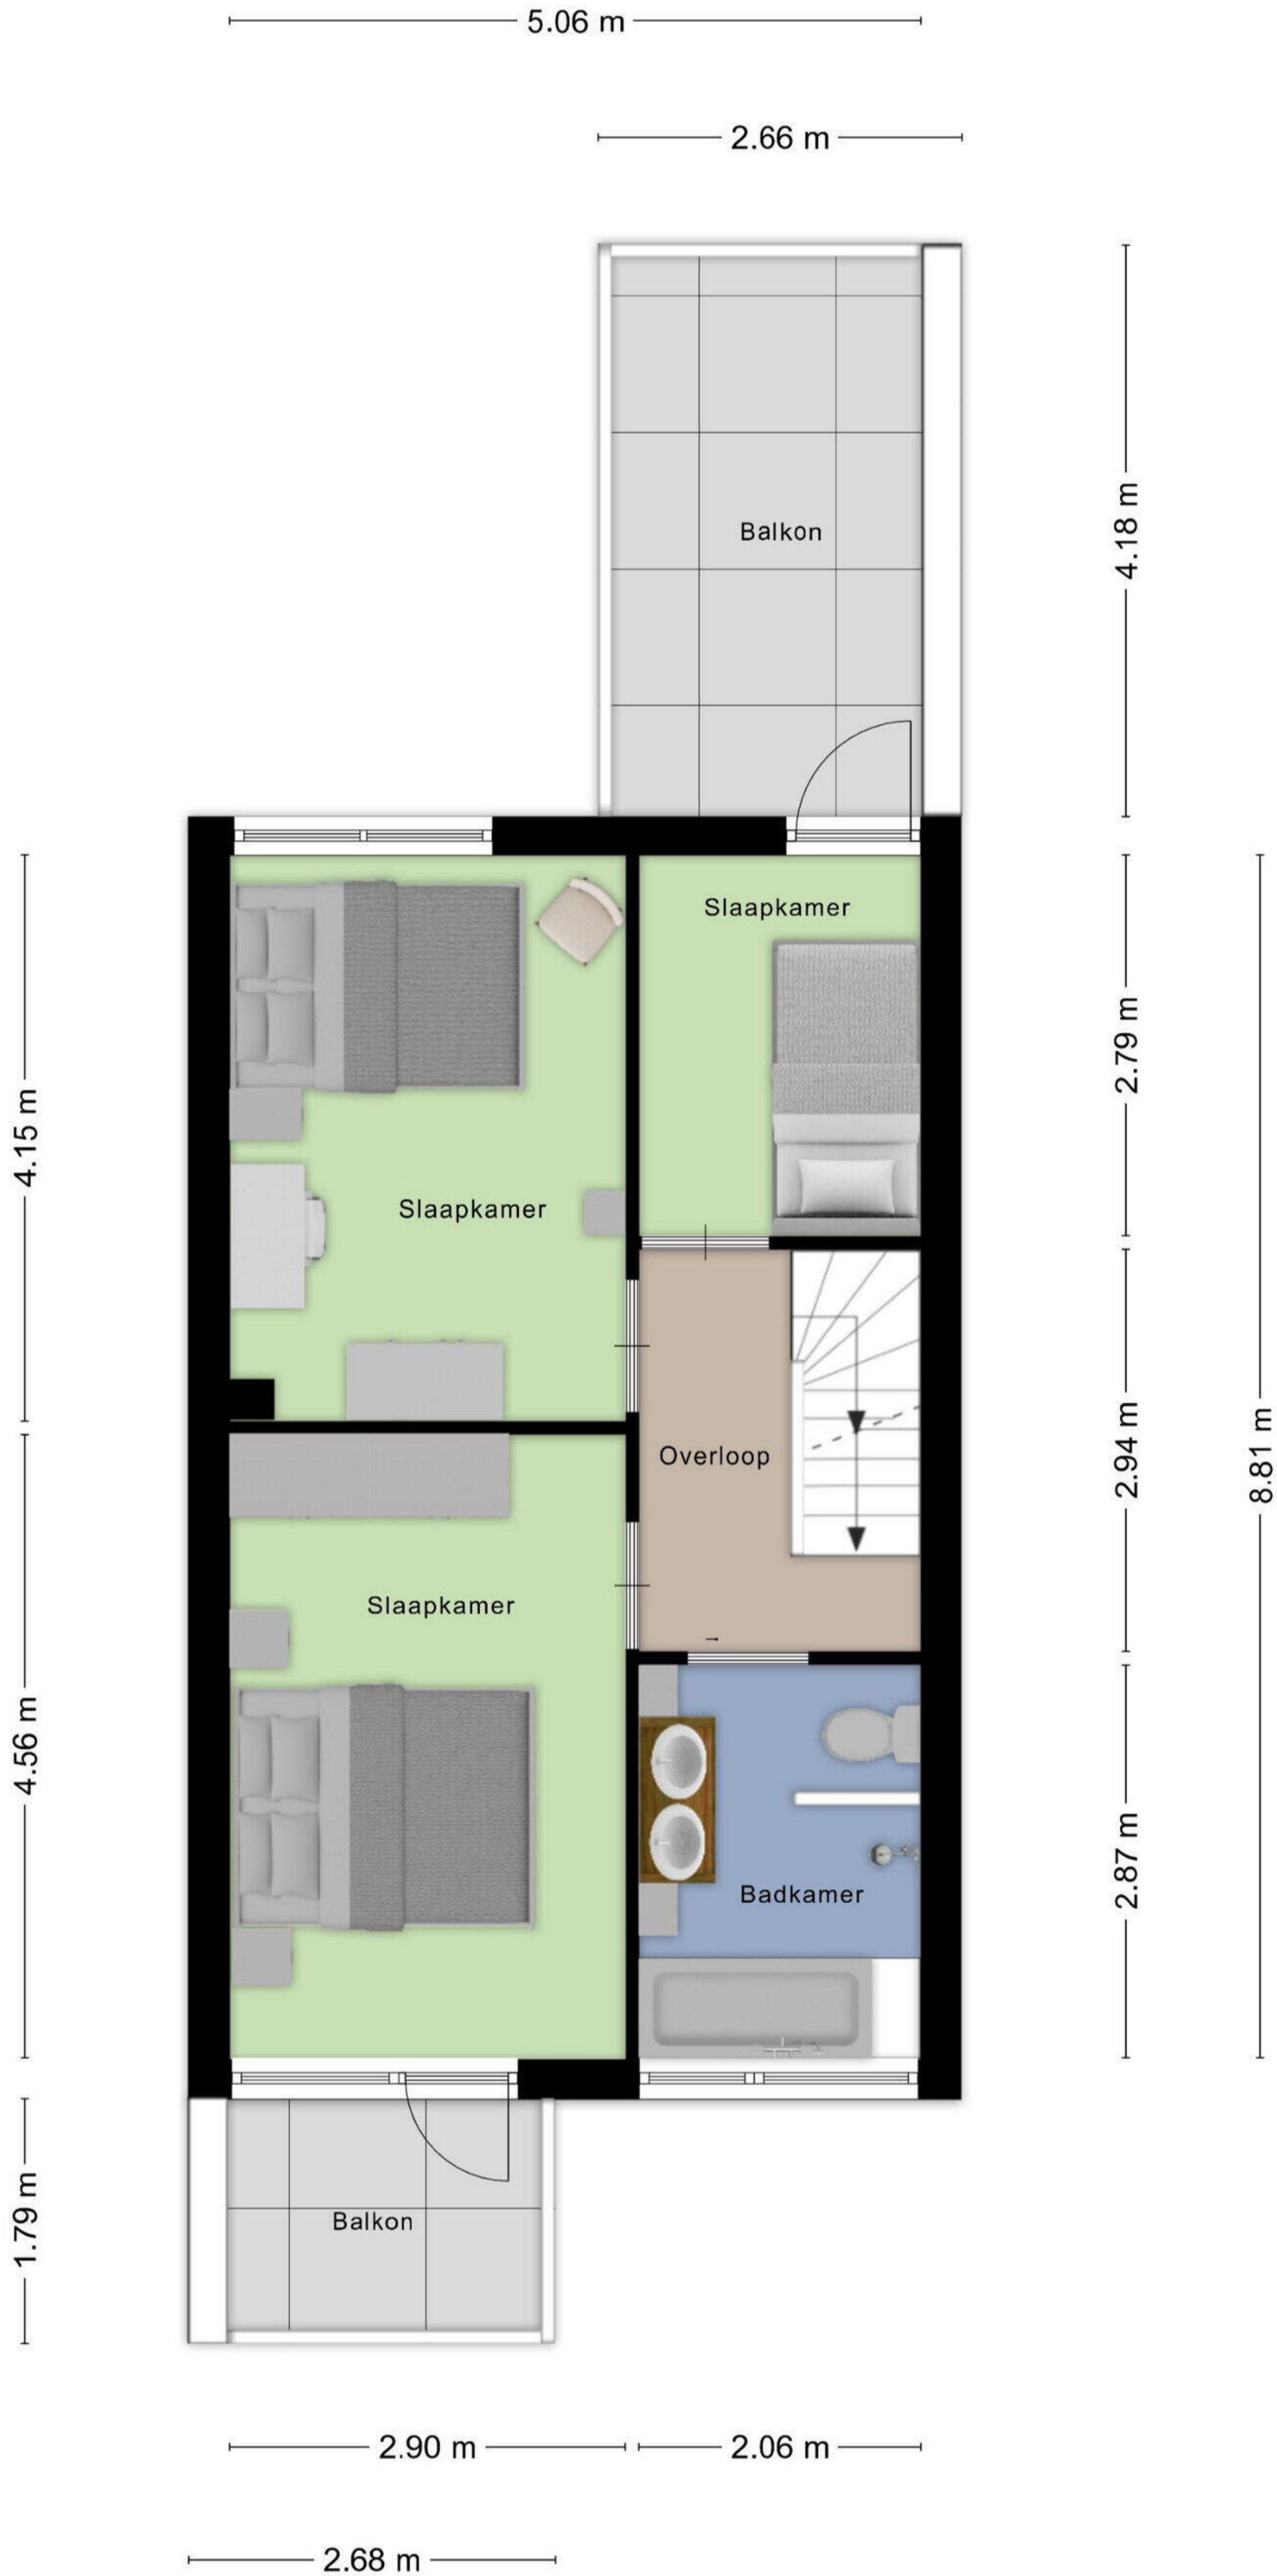 5.06 m
2.66 m
Balkon
4.18 m
Slaapkamer
2.79 m
4.15 m
Slaapkamer
Overloop
2.94 m
8.81 m
Slaapkamer
4.56 m
Badkamer
2.87 m
Balkon
1.79 m
2.90 m
2.06 m
2.68 m